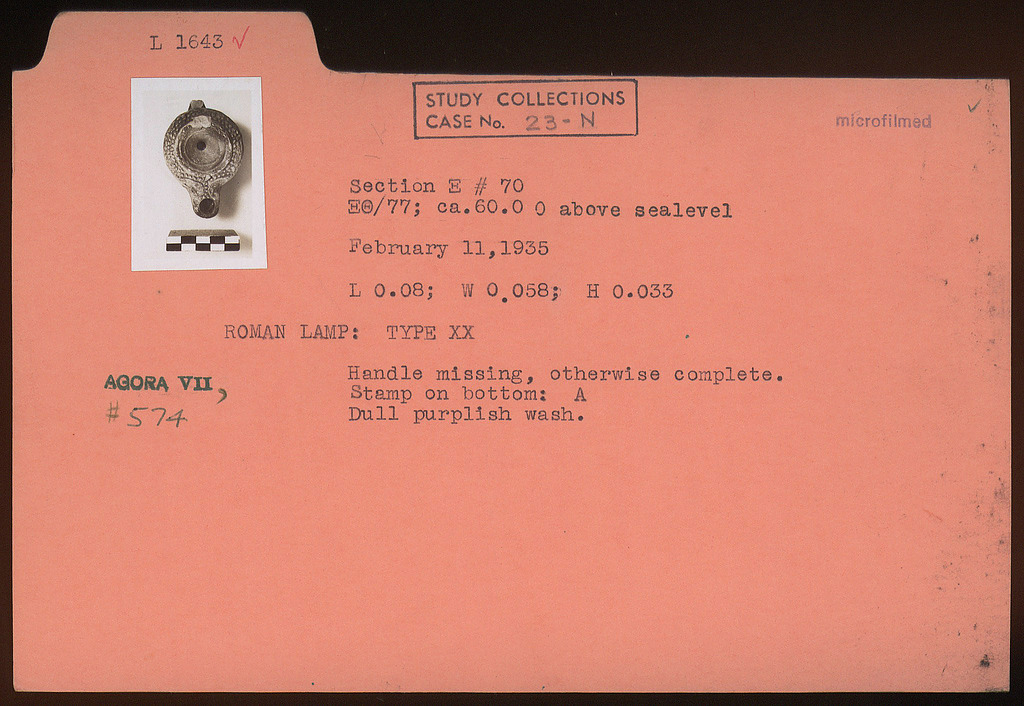 L 1643 ✓
STUDY COLLECTIONS
CASE No. 23-N
microfilmed
Section E # 70
ΕΘ/77; ca.60.0 0 above sealevel
February 11,1935
L 0.08; W 0.058; H 0.033
ROMAN LAMP: TYPE XX
Handle missing, otherwise complete.
AGORA VII,
Stamp on bottom: A
#574
Dull purplish wash.